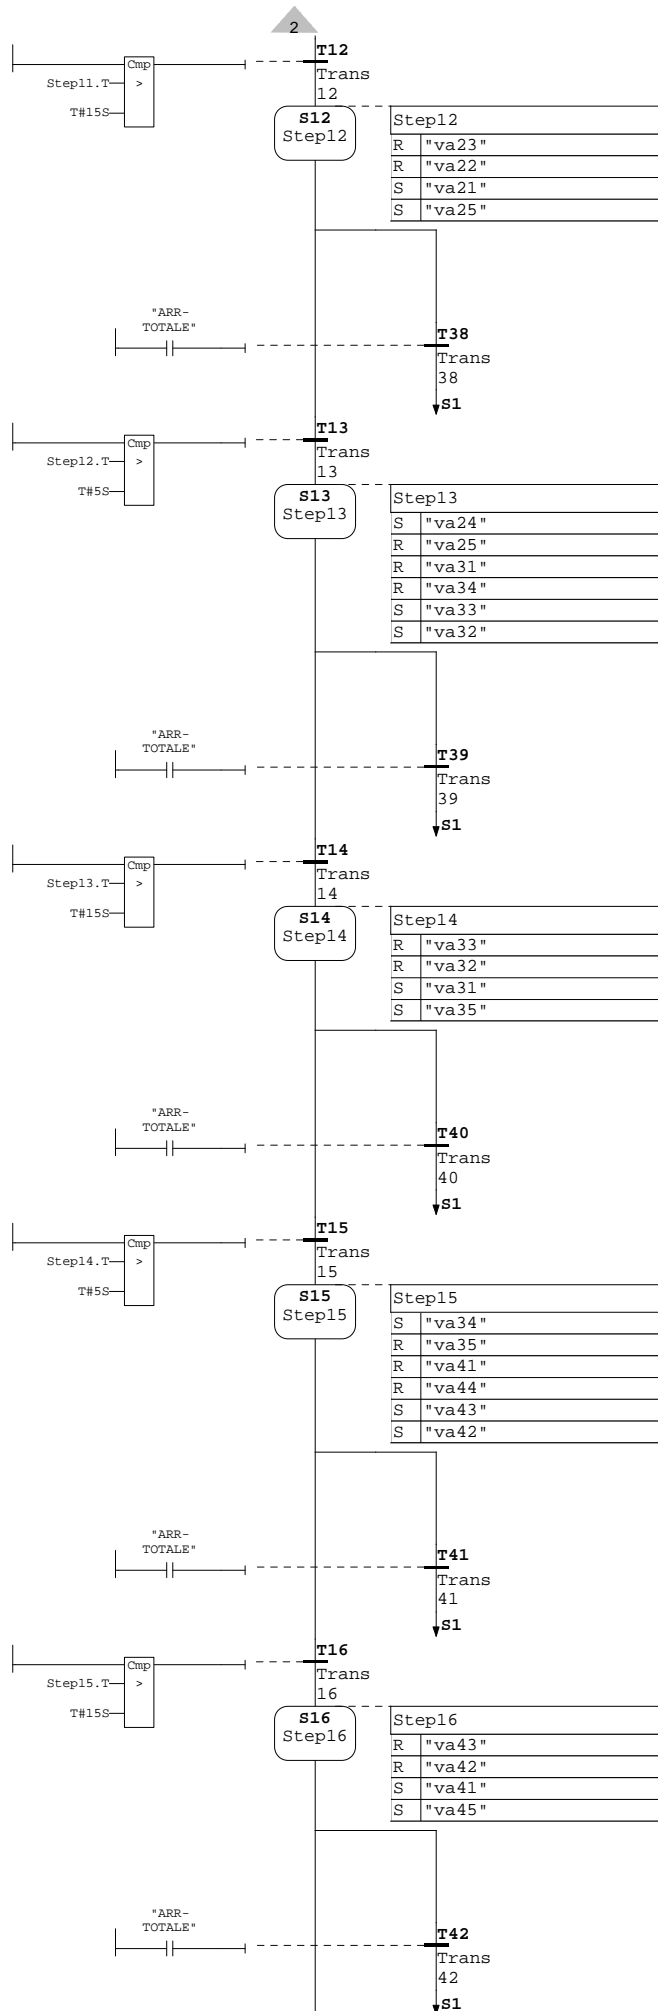 2
T12
Cmp
Step11.T
>
Trans
12
T#15S
S12
Step12
Step12
R "va23"
R "va22"
S "va21"
S "va25"
"ARR-
TOTALE"
T38
Trans
38
S1
T13
Cmp
Step12.T
>
Trans
13
T#5S
S13
Step13
Step13
S "va24"
R "va25"
R "va31"
R "va34"
S "va33"
S "va32"
"ARR-
TOTALE"
T39
Trans
39
S1
T14
Cmp
Step13.T
>
Trans
14
T#15S
S14
Step14
Step14
R "va33"
R "va32"
S "va31"
S "va35"
"ARR-
TOTALE"
T40
Trans
40
S1
T15
Cmp
Step14.T
>
Trans
15
T#5S
S15
Step15
Step15
S "va34"
R "va35"
R "va41"
R "va44"
S "va43"
S "va42"
"ARR-
TOTALE"
T41
Trans
41
S1
T16
Cmp
Step15.T
>
Trans
16
T#15S
S16
Step16
Step16
R "va43"
R "va42"
S "va41"
S "va45"
"ARR-
TOTALE"
T42
Trans
42
S1